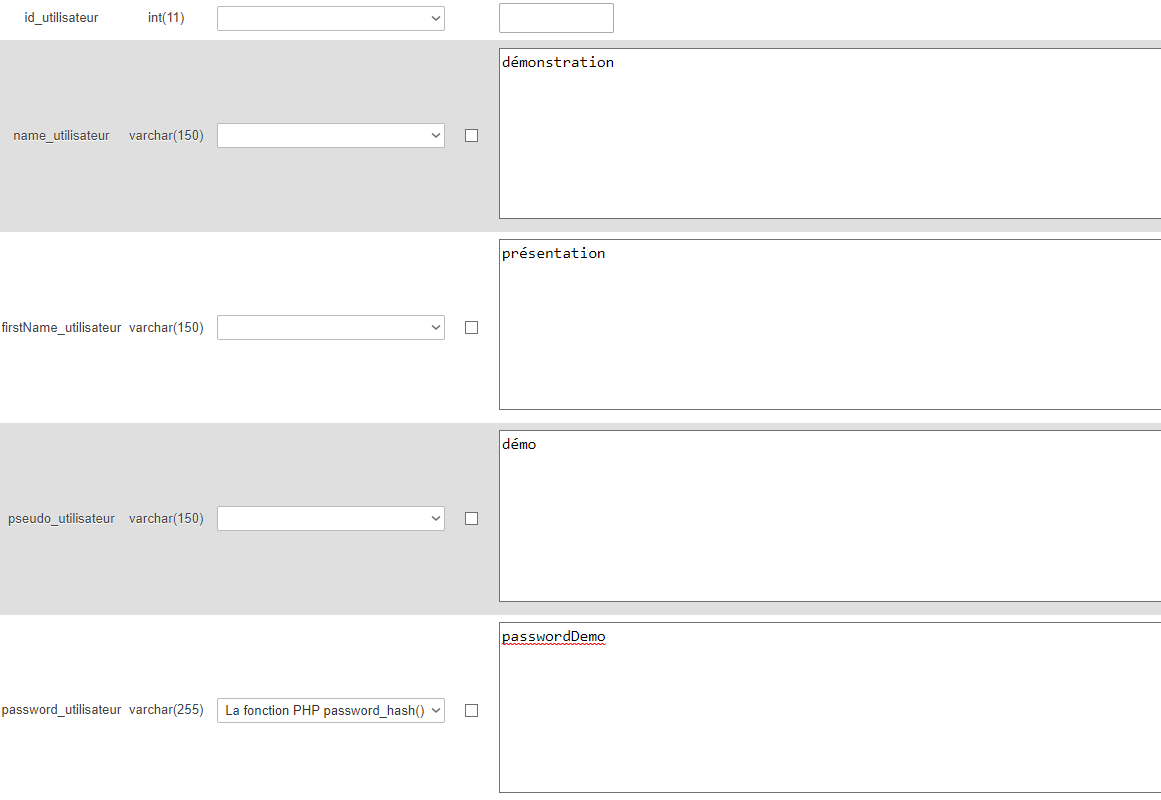 id_utilisateur int(11)
name_utilisateur varchar(150) démonstration
firstName_utilisateur varchar(150) présentation
pseudo_utilisateur varchar(150) démo
password_utilisateur varchar(255) La fonction PHP password_hash() passwordDemo